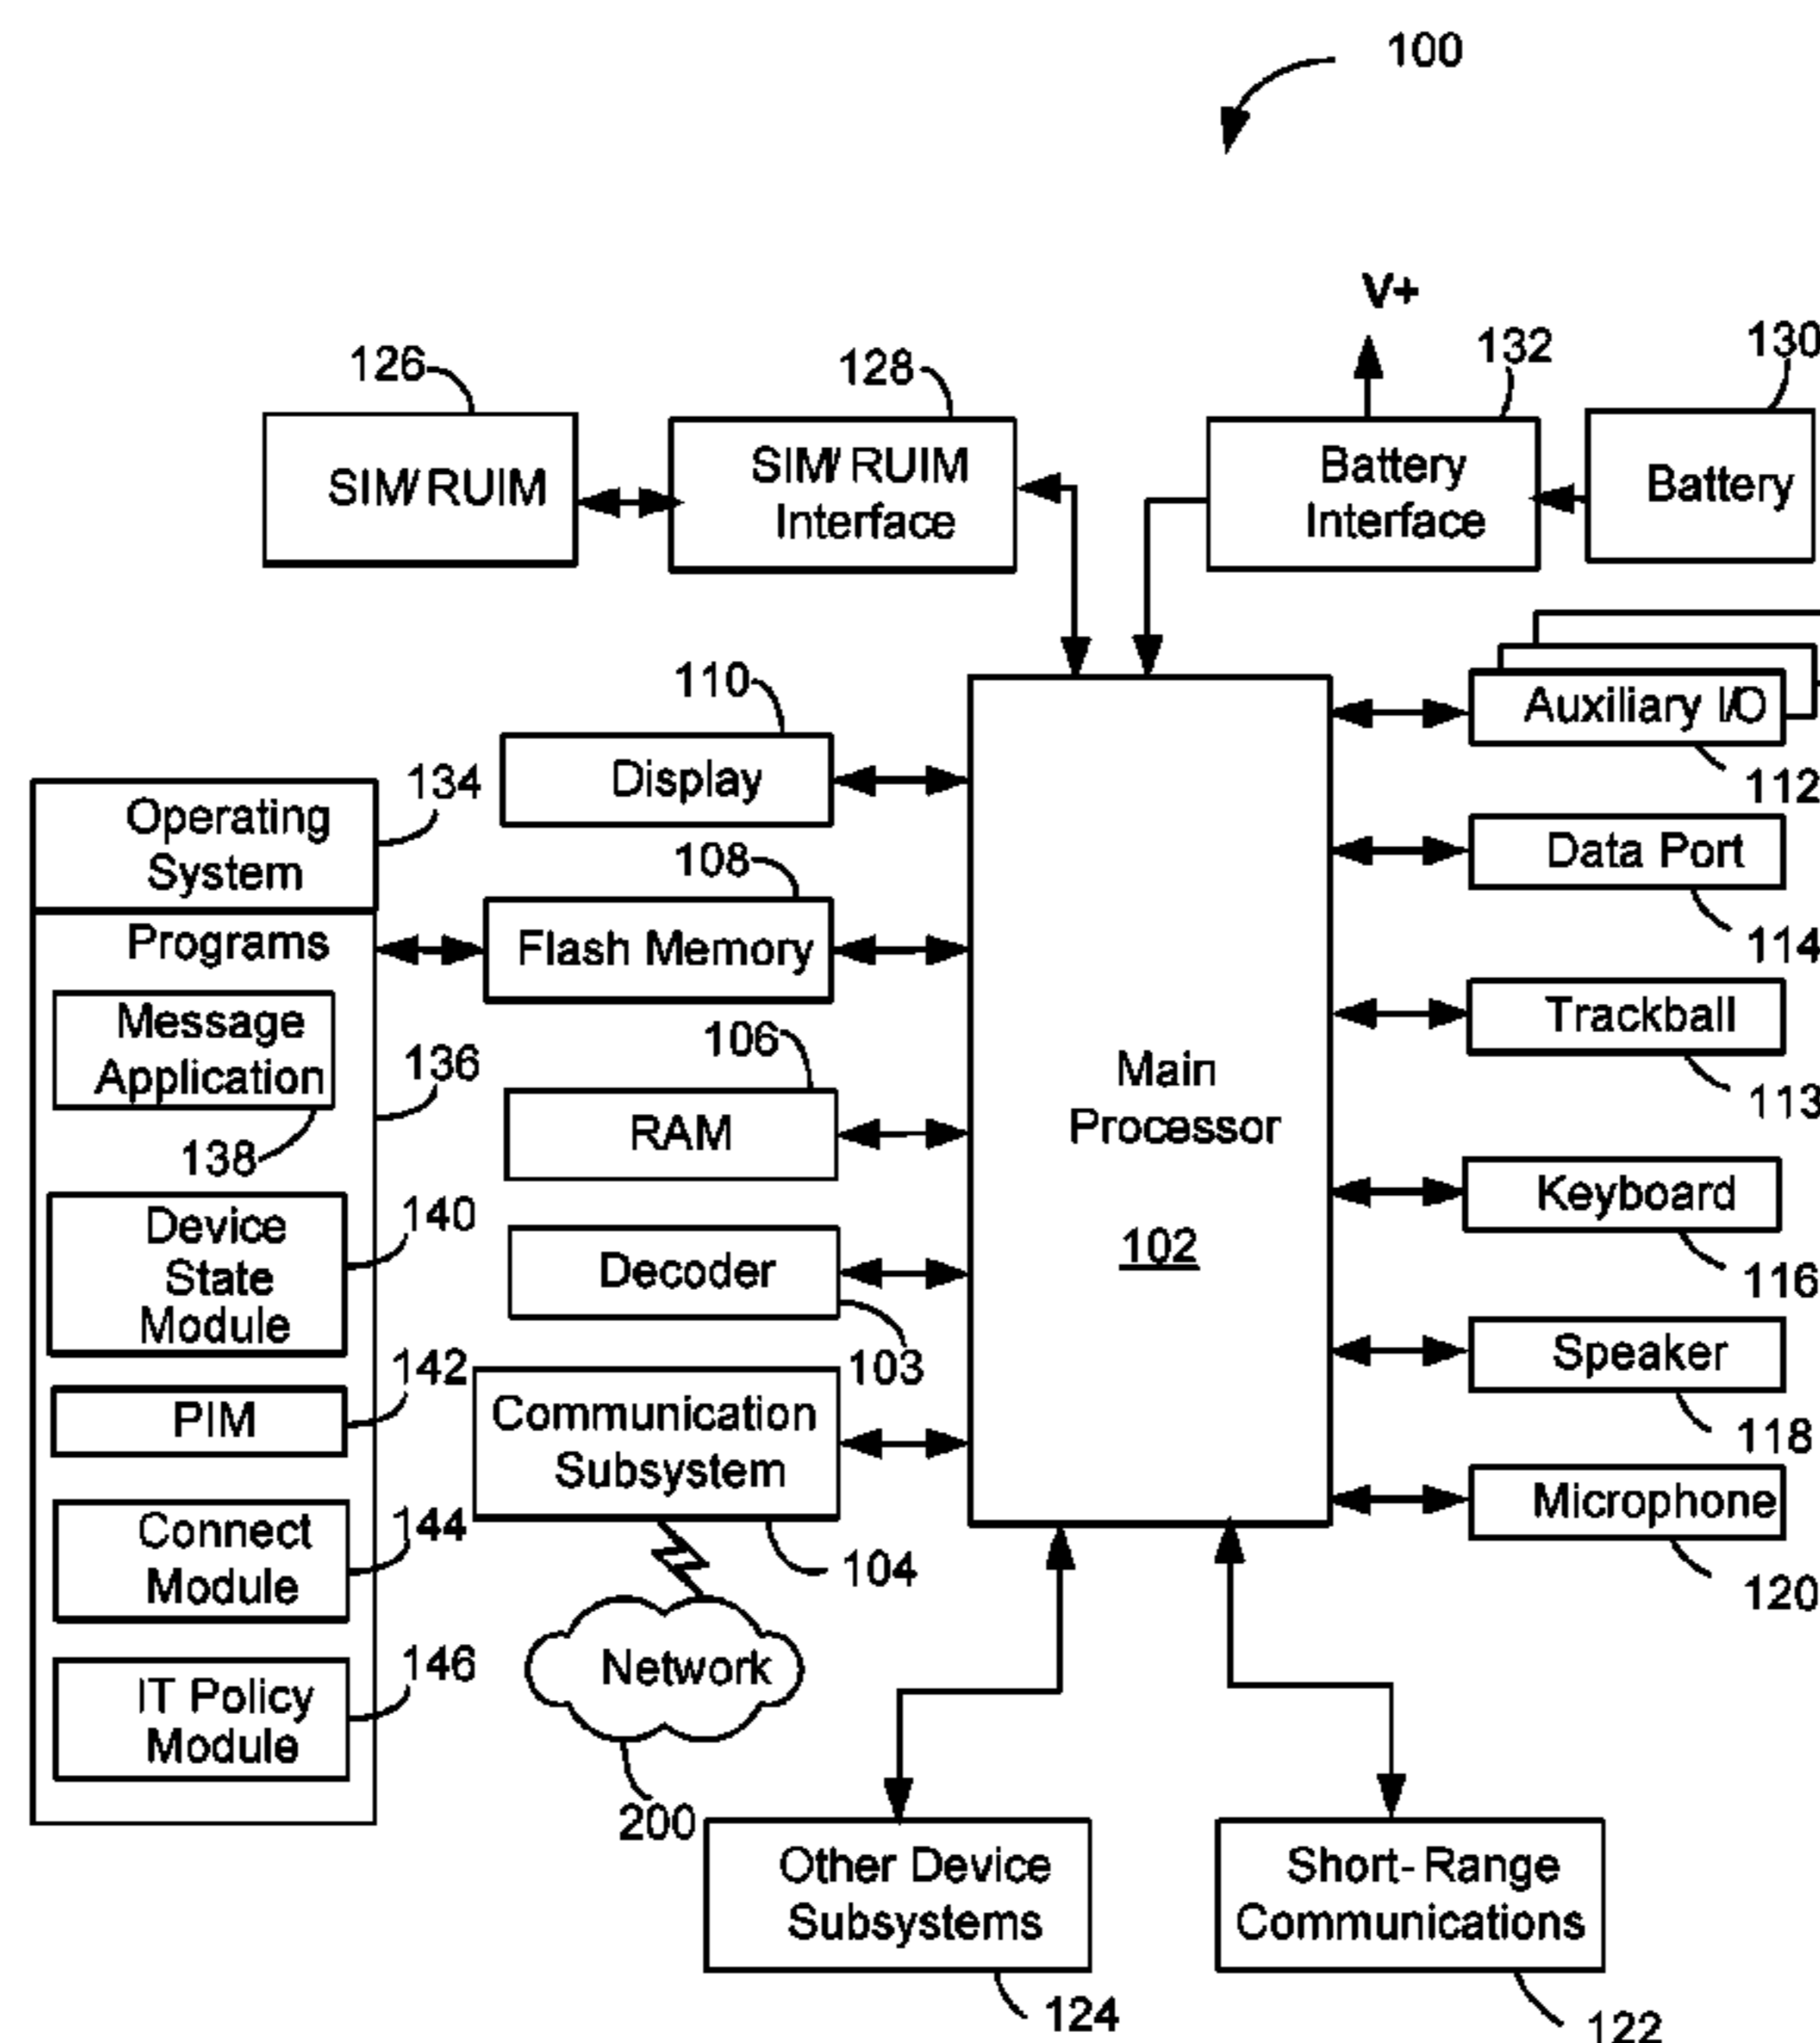 100
V+
126
128
132
130
SIM/RUIM
SIM/RUIM
Interface
Battery
Interface
Battery
110
Display
Auxiliary I/O
112
134
Operating
System
108
Flash Memory
Data Port
114
Programs
Message
Application
138
136
106
RAM
Main
Processor
102
Trackball
113
Device
State
Module
140
Decoder
103
Keyboard
116
PIM
142
Communication
Subsystem
104
Speaker
118
Connect
Module
144
Microphone
120
IT Policy
Module
146
Network
200
Other Device
Subsystems
124
Short-Range
Communications
122